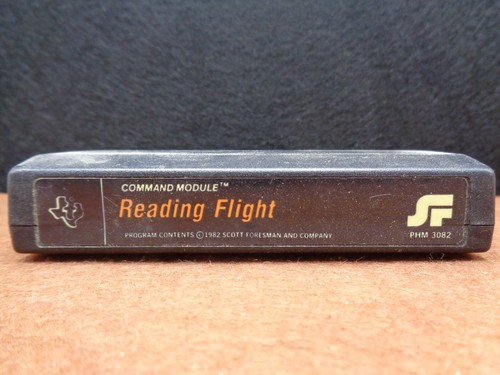 COMMAND MODULE™
Reading Flight
PROGRAM CONTENTS ©1982 SCOTT FORESMAN AND COMPANY
SF
PHM 3082